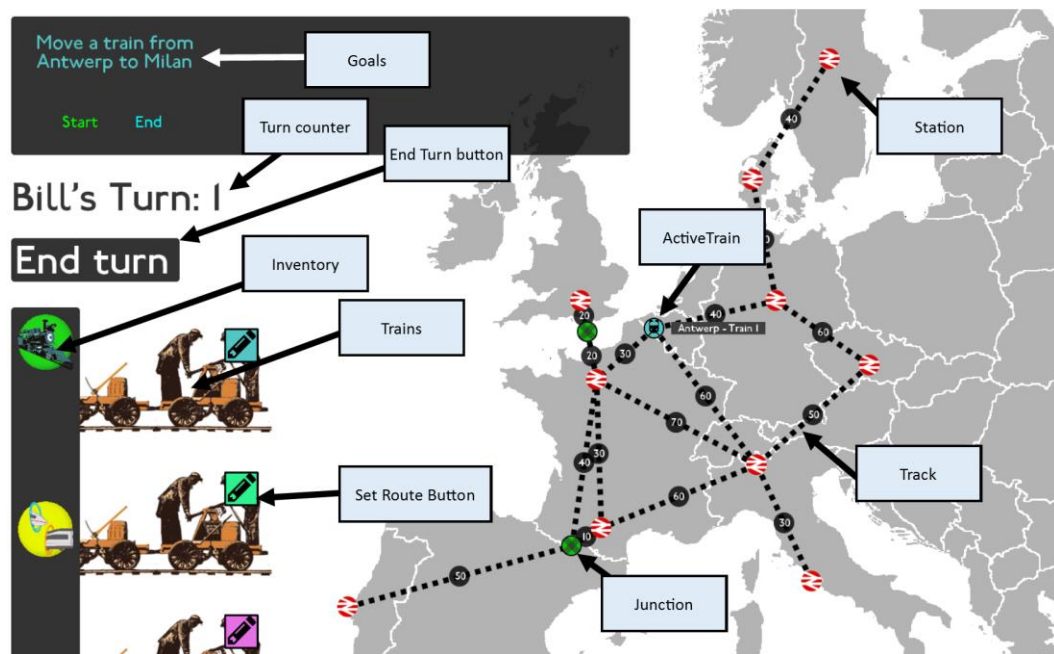 Move a train from
Antwerp to Milan
Goals
Start End
Turn counter
End Turn button
Station
40
Bill's Turn: 1
End turn
Inventory
Trains
Set Route Button
ActiveTrain
20
40
Antwerp - Train 1
60
20
30
60
50
70
40
30
60
Track
30
10
50
Junction